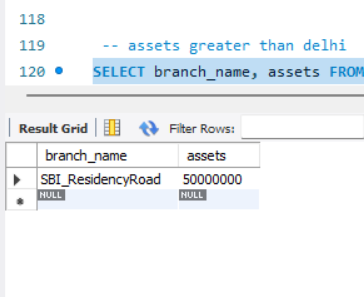 118
119 -- assets greater than delhi
120 SELECT branch_name, assets FROM
Result Grid Filter Rows:
branch_name assets
SBI_ResidencyRoad 50000000
NULL NULL